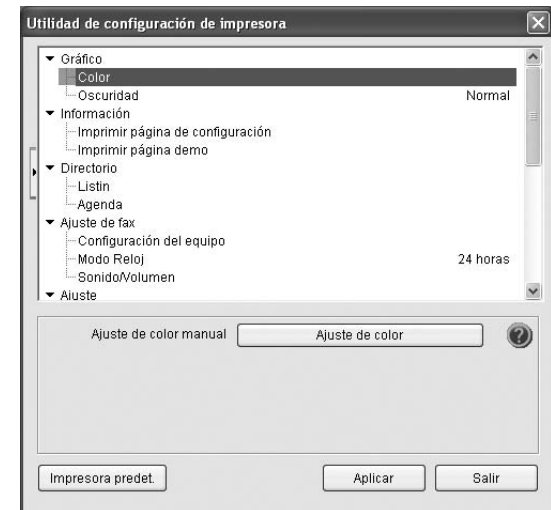 Utilidad de configuración de impresora
Gráfico
Color
Oscuridad Normal
Información
Imprimir página de configuración
Imprimir página demo
Directorio
Listin
Agenda
Ajuste de fax
Configuración del equipo
Modo Reloj 24 horas
Sonido/Volumen
Ajuste
Ajuste de color manual Ajuste de color ?
Impresora predet. Aplicar Salir